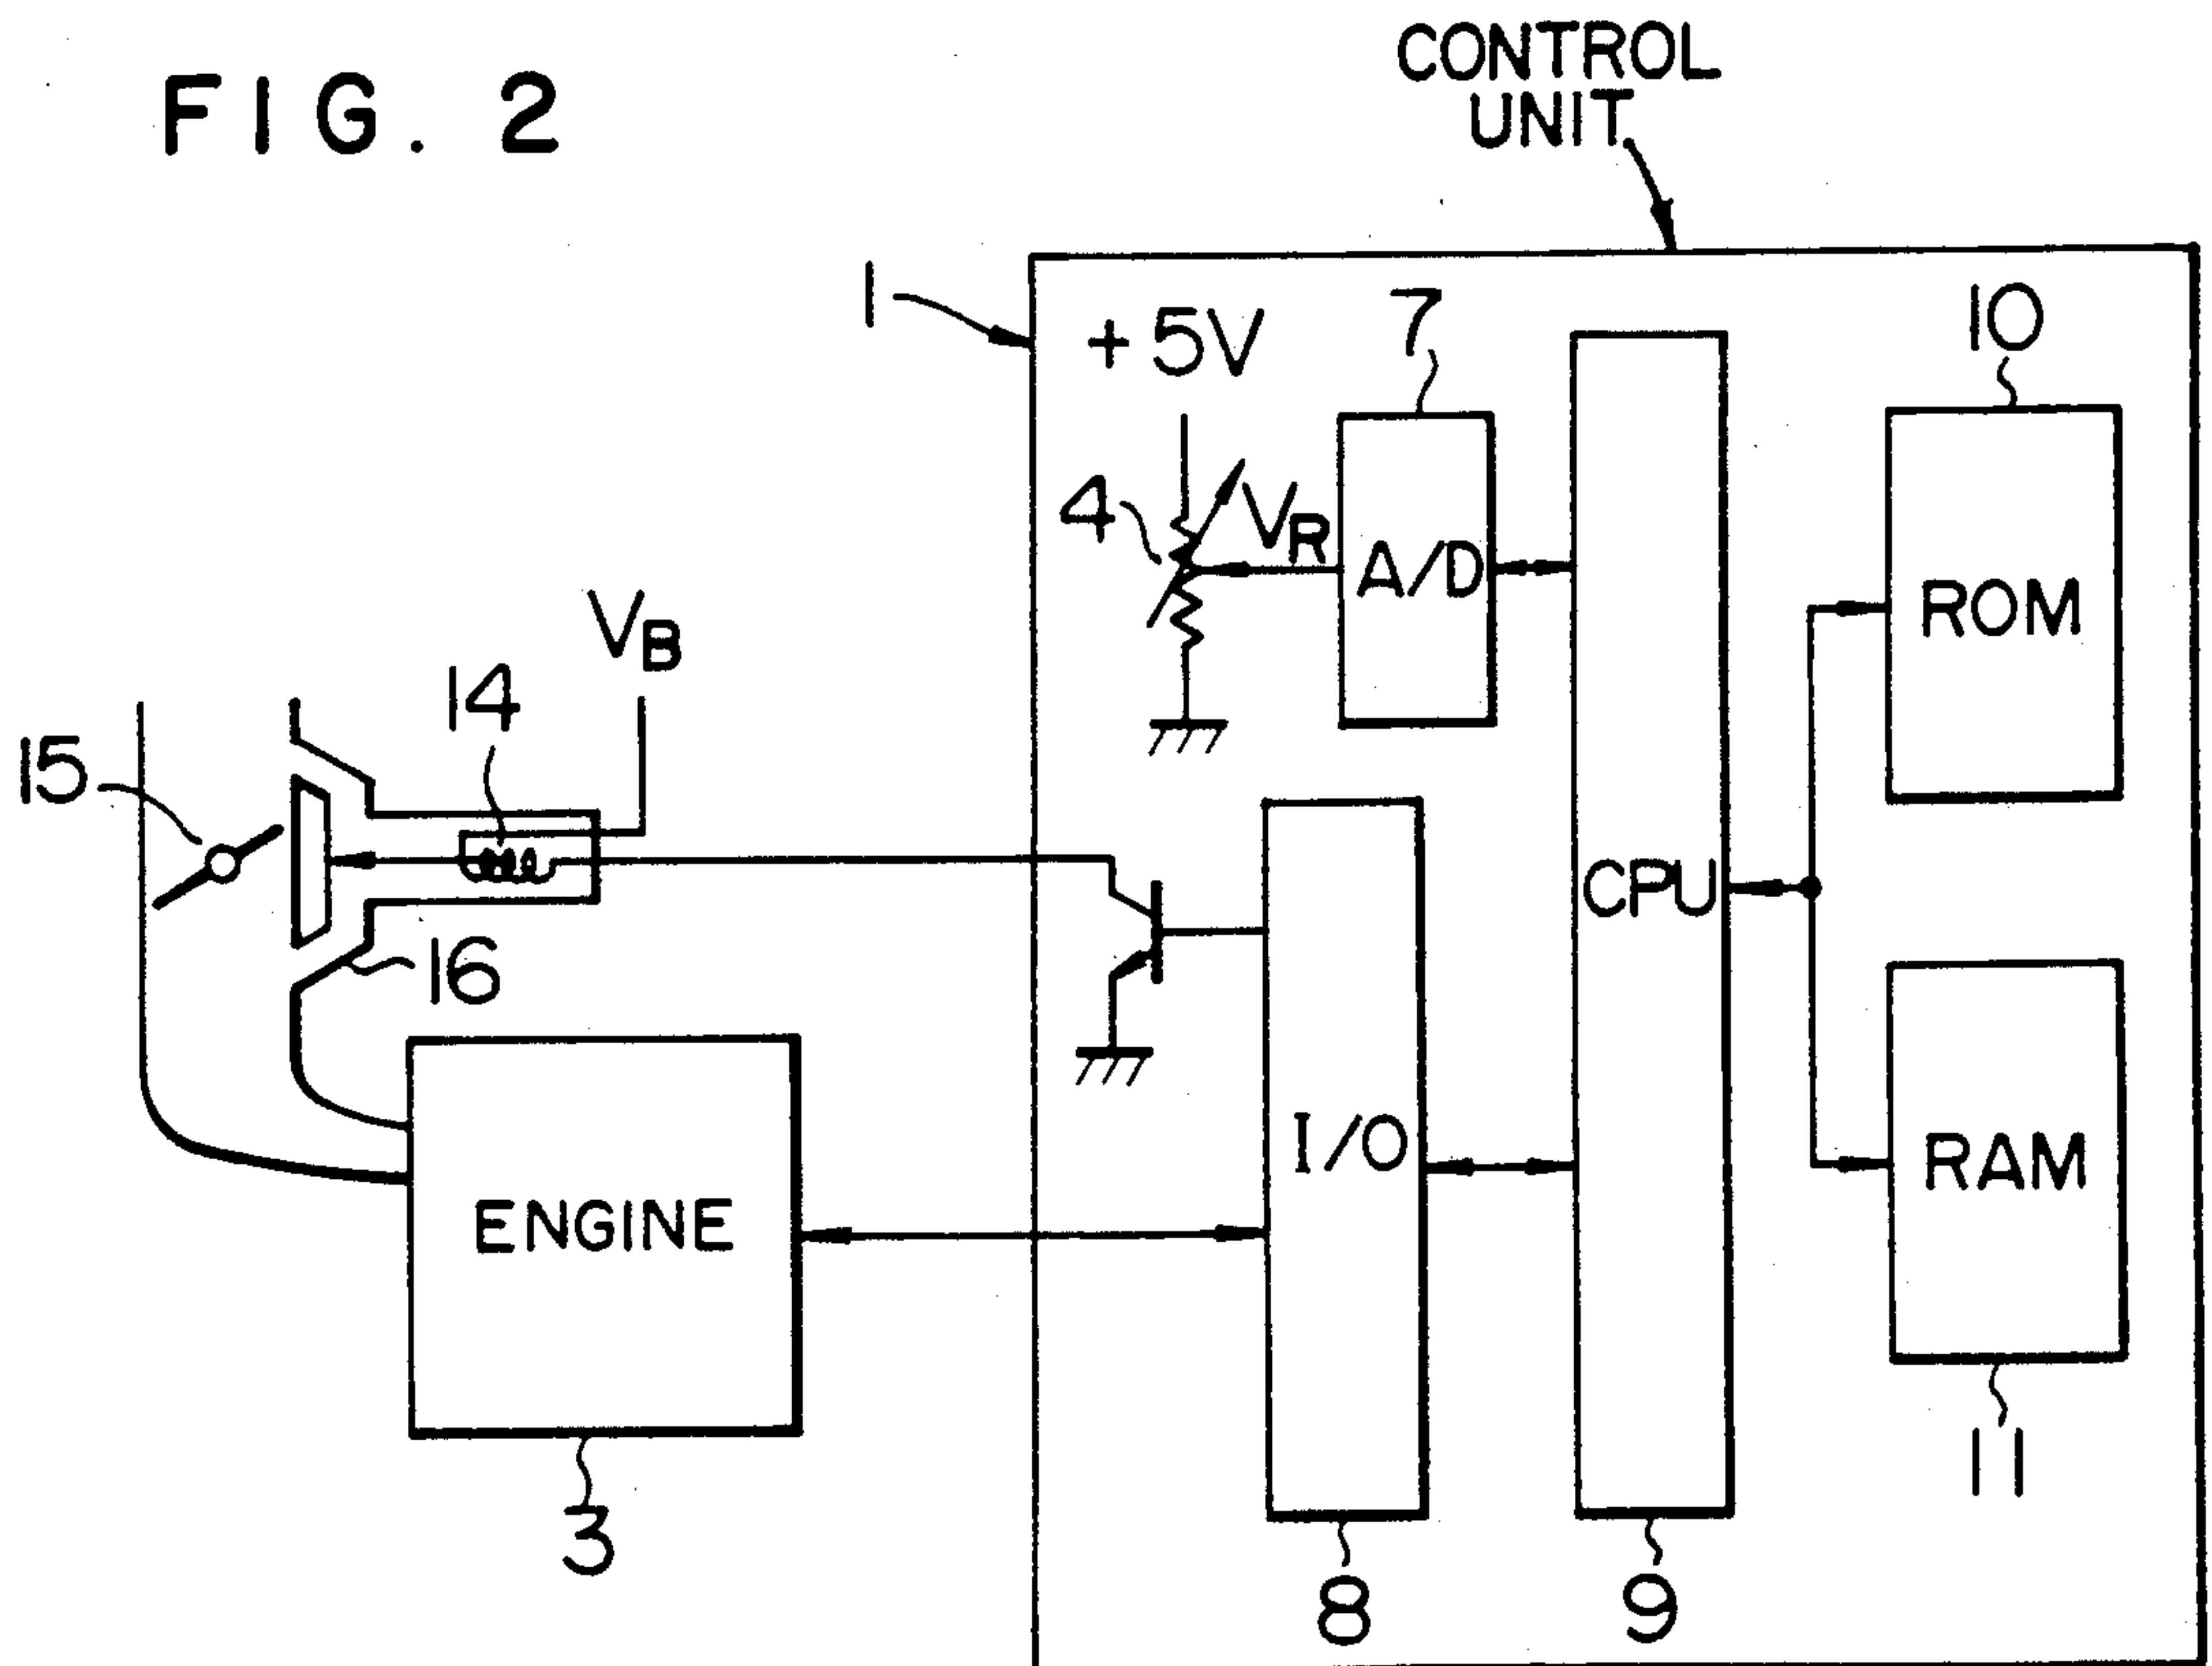 FIG. 2
CONTROL
UNIT
1
+5V
7
10
4
VR
A/D
ROM
VB
14
15
CPU
16
I/O
RAM
ENGINE
11
3
8
9